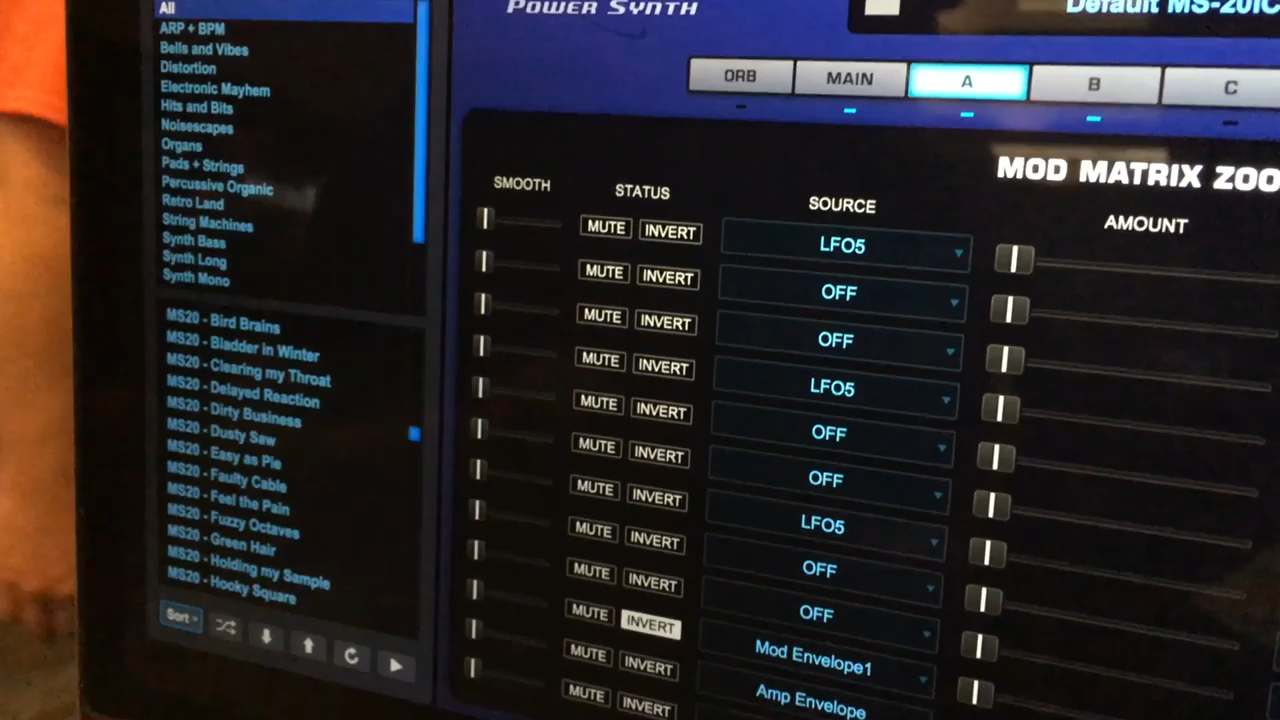 All
ARP + BPM
Bells and Vibes
Distortion
Electronic Mayhem
Hits and Bits
Noisescapes
Organs
Pads + Strings
Percussive Organic
Retro Land
String Machines
Synth Bass
Synth Long
Synth Mono
MS20 - Bird Brains
MS20 - Bladder in Winter
MS20 - Clearing my Throat
MS20 - Delayed Reaction
MS20 - Dirty Business
MS20 - Dusty Saw
MS20 - Easy as Pie
MS20 - Faulty Cable
MS20 - Feel the Pain
MS20 - Fuzzy Octaves
MS20 - Green Hair
MS20 - Holding my Sample
MS20 - Hooky Square
Sort
POWER SYNTH
Default MS-20IC
ORB MAIN A B C
MOD MATRIX ZOO
SMOOTH STATUS SOURCE AMOUNT
MUTE INVERT LFO5
MUTE INVERT OFF
MUTE INVERT OFF
MUTE INVERT LFO5
MUTE INVERT OFF
MUTE INVERT OFF
MUTE INVERT LFO5
MUTE INVERT OFF
MUTE INVERT OFF
MUTE INVERT Mod Envelope1
MUTE INVERT Amp Envelope
MUTE INVERT